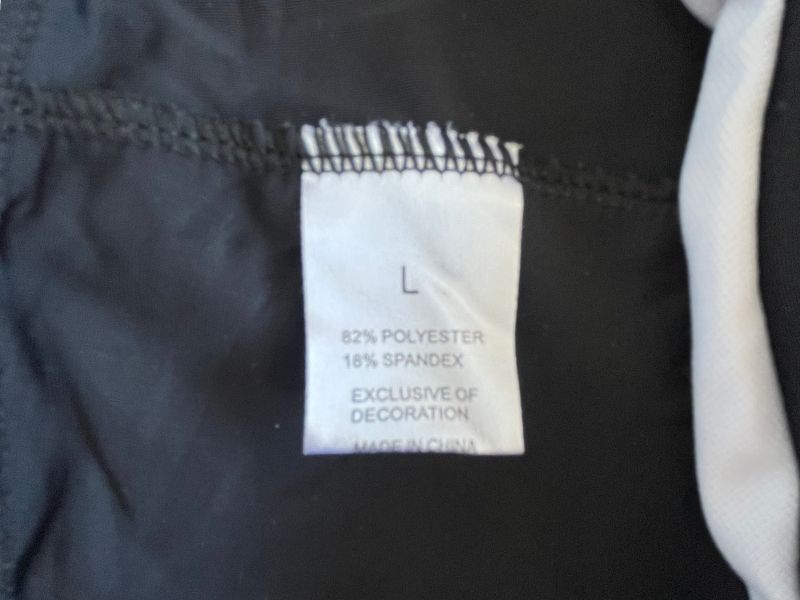 L
82% POLYESTER
18% SPANDEX
EXCLUSIVE OF
DECORATION
MADE IN CHINA